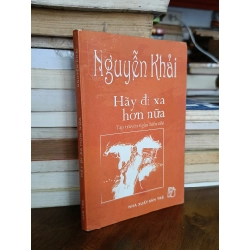 Nguyễn Khải
Hãy đi xa
hơn nữa
NHÀ XUẤT BẢN TRẺ